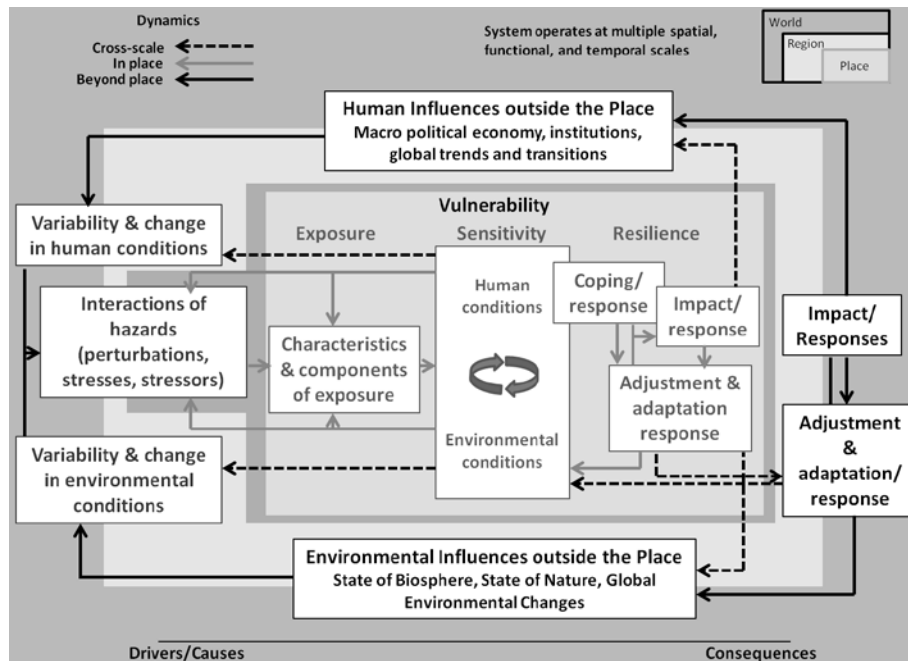 Dynamics
Cross-scale
In place
Beyond place
System operates at multiple spatial,
functional, and temporal scales
World
Region
Place
Human Influences outside the Place
Macro political economy, institutions,
global trends and transitions
Vulnerability
Exposure
Sensitivity
Resilience
Variability & change
in human conditions
Interactions of
hazards
(perturbations,
stresses, stressors)
Variability & change
in environmental
conditions
Characteristics
& components
of exposure
Human
conditions
Environmental
conditions
Coping/
response
Impact/
response
Adjustment &
adaptation
response
Impact/
Responses
Adjustment
&
adaptation/
response
Environmental Influences outside the Place
State of Biosphere, State of Nature, Global
Environmental Changes
Drivers/Causes
Consequences